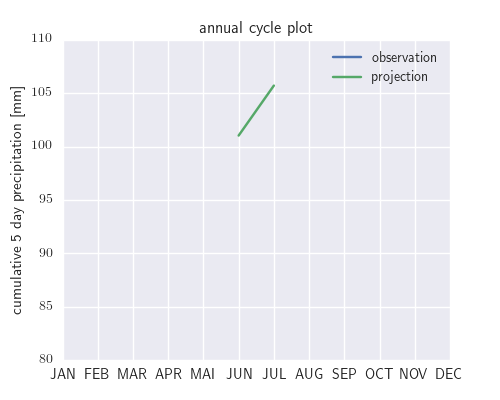 annual cycle plot
observation
projection
cumulative 5 day precipitation [mm]
110
105
100
95
90
85
80
JAN FEB MAR APR MAI JUN JUL AUG SEP OCT NOV DEC